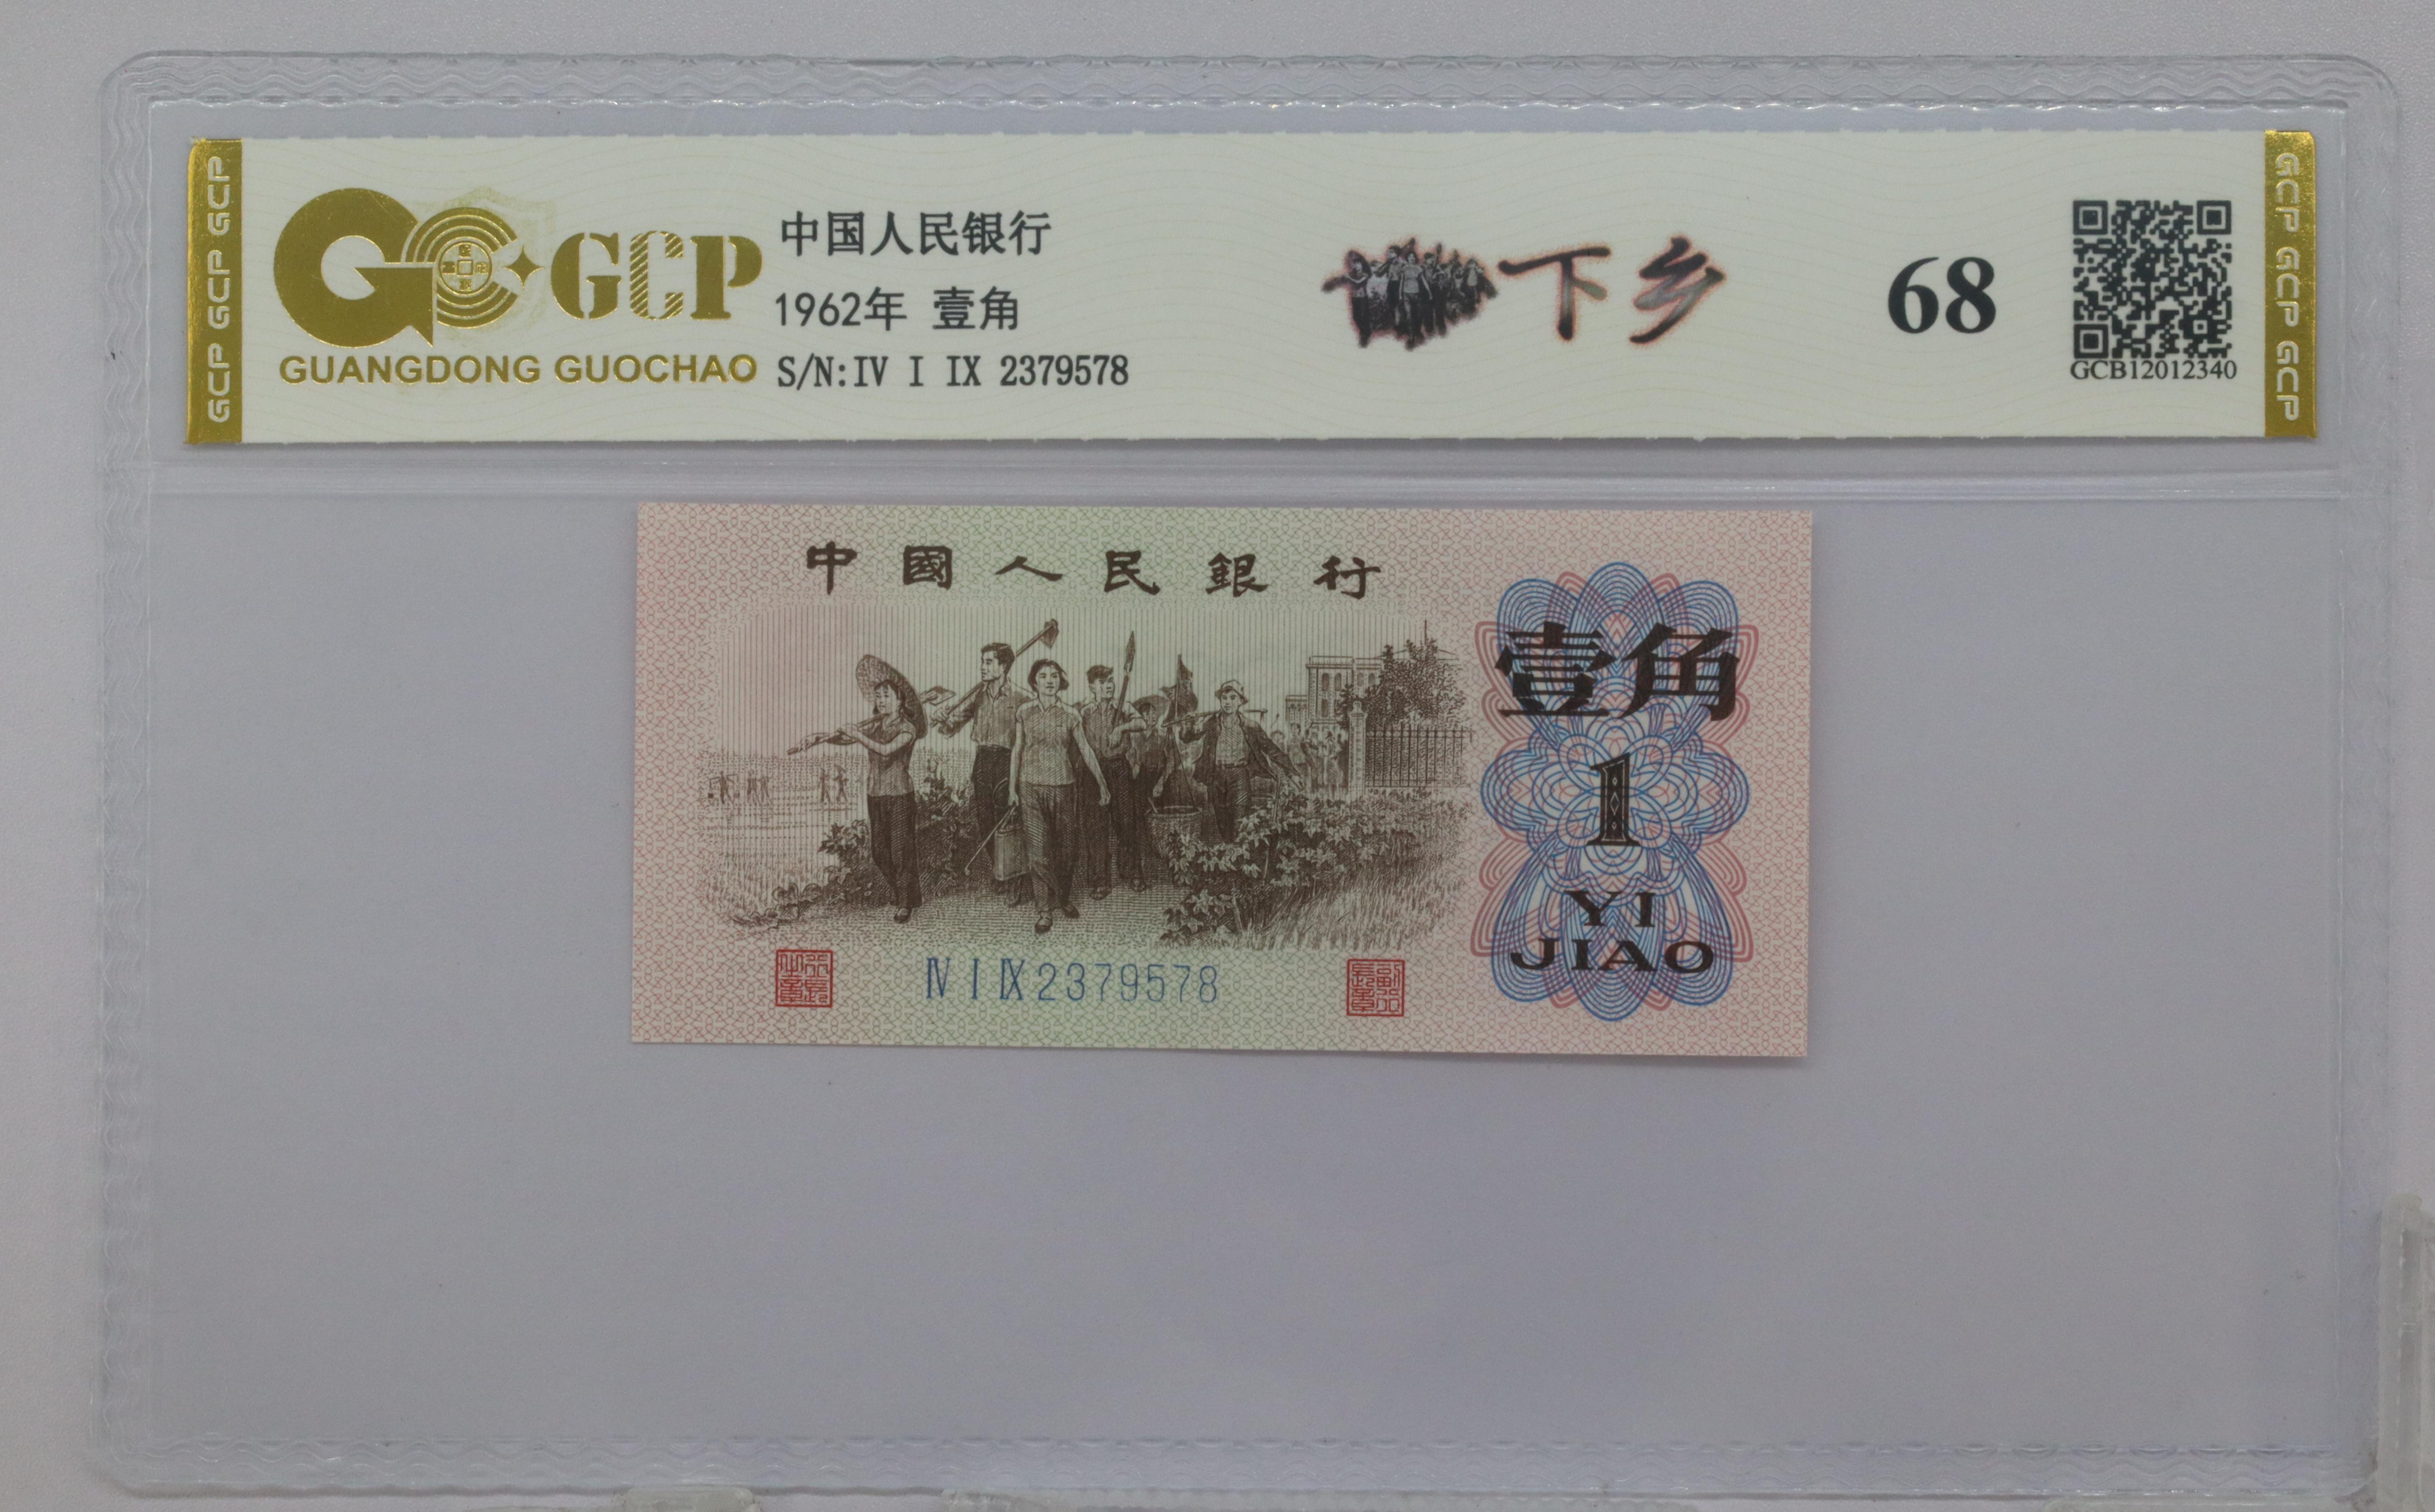 GCP GCP GCP
GCP
GUANGDONG GUOCHAO
中国人民银行
1962年 壹角
S/N:IV I IX 2379578
下乡
68
GCB12012340
GCP GCP GCP
中國人民銀行
壹角
1
YI
JIAO
Ⅳ Ⅰ Ⅸ 2379578